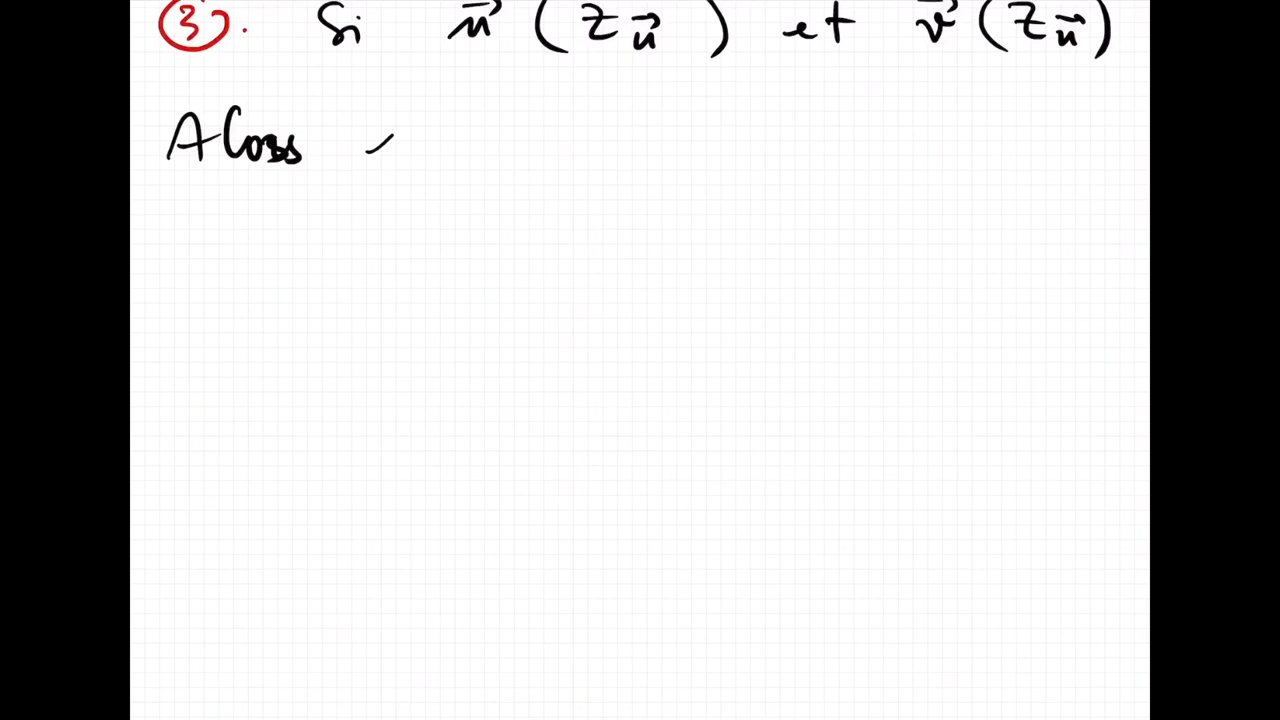 ③. Si u⃗ (Z_u⃗ ) et v⃗ (Z_u⃗)
Alors